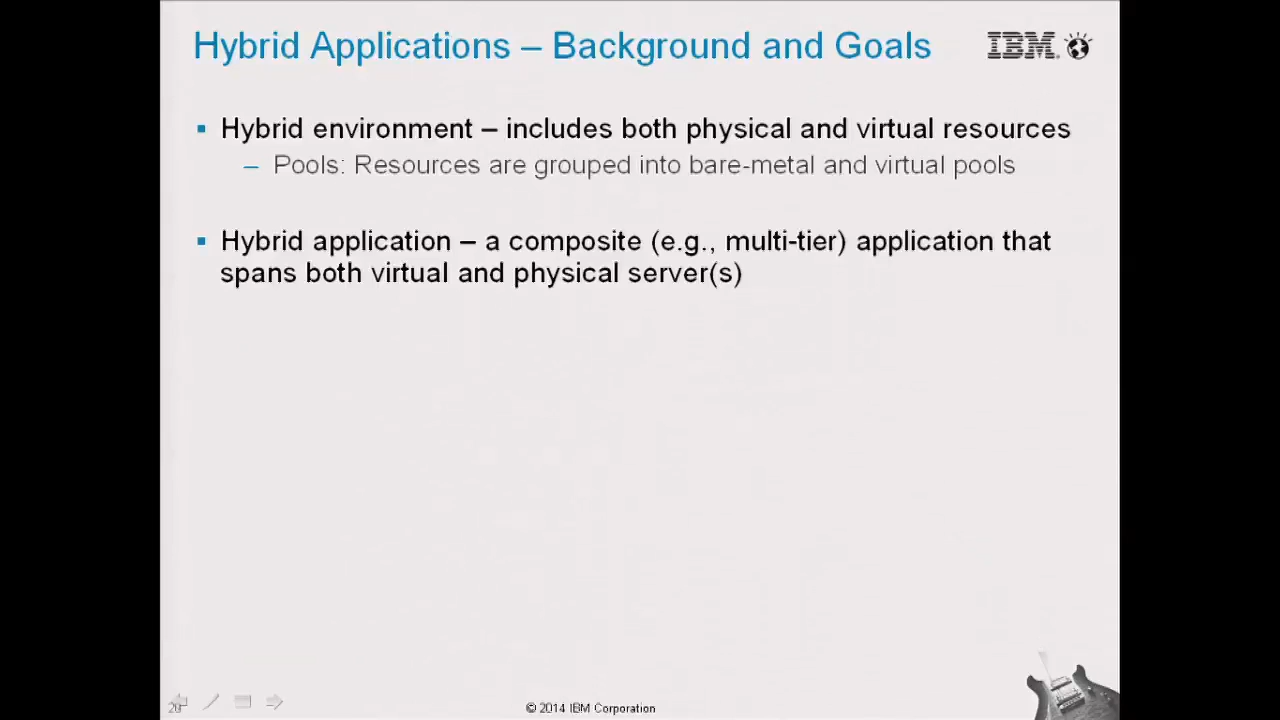 Hybrid Applications – Background and Goals
IBM
Hybrid environment – includes both physical and virtual resources
– Pools: Resources are grouped into bare-metal and virtual pools
Hybrid application – a composite (e.g., multi-tier) application that
spans both virtual and physical server(s)
© 2014 IBM Corporation